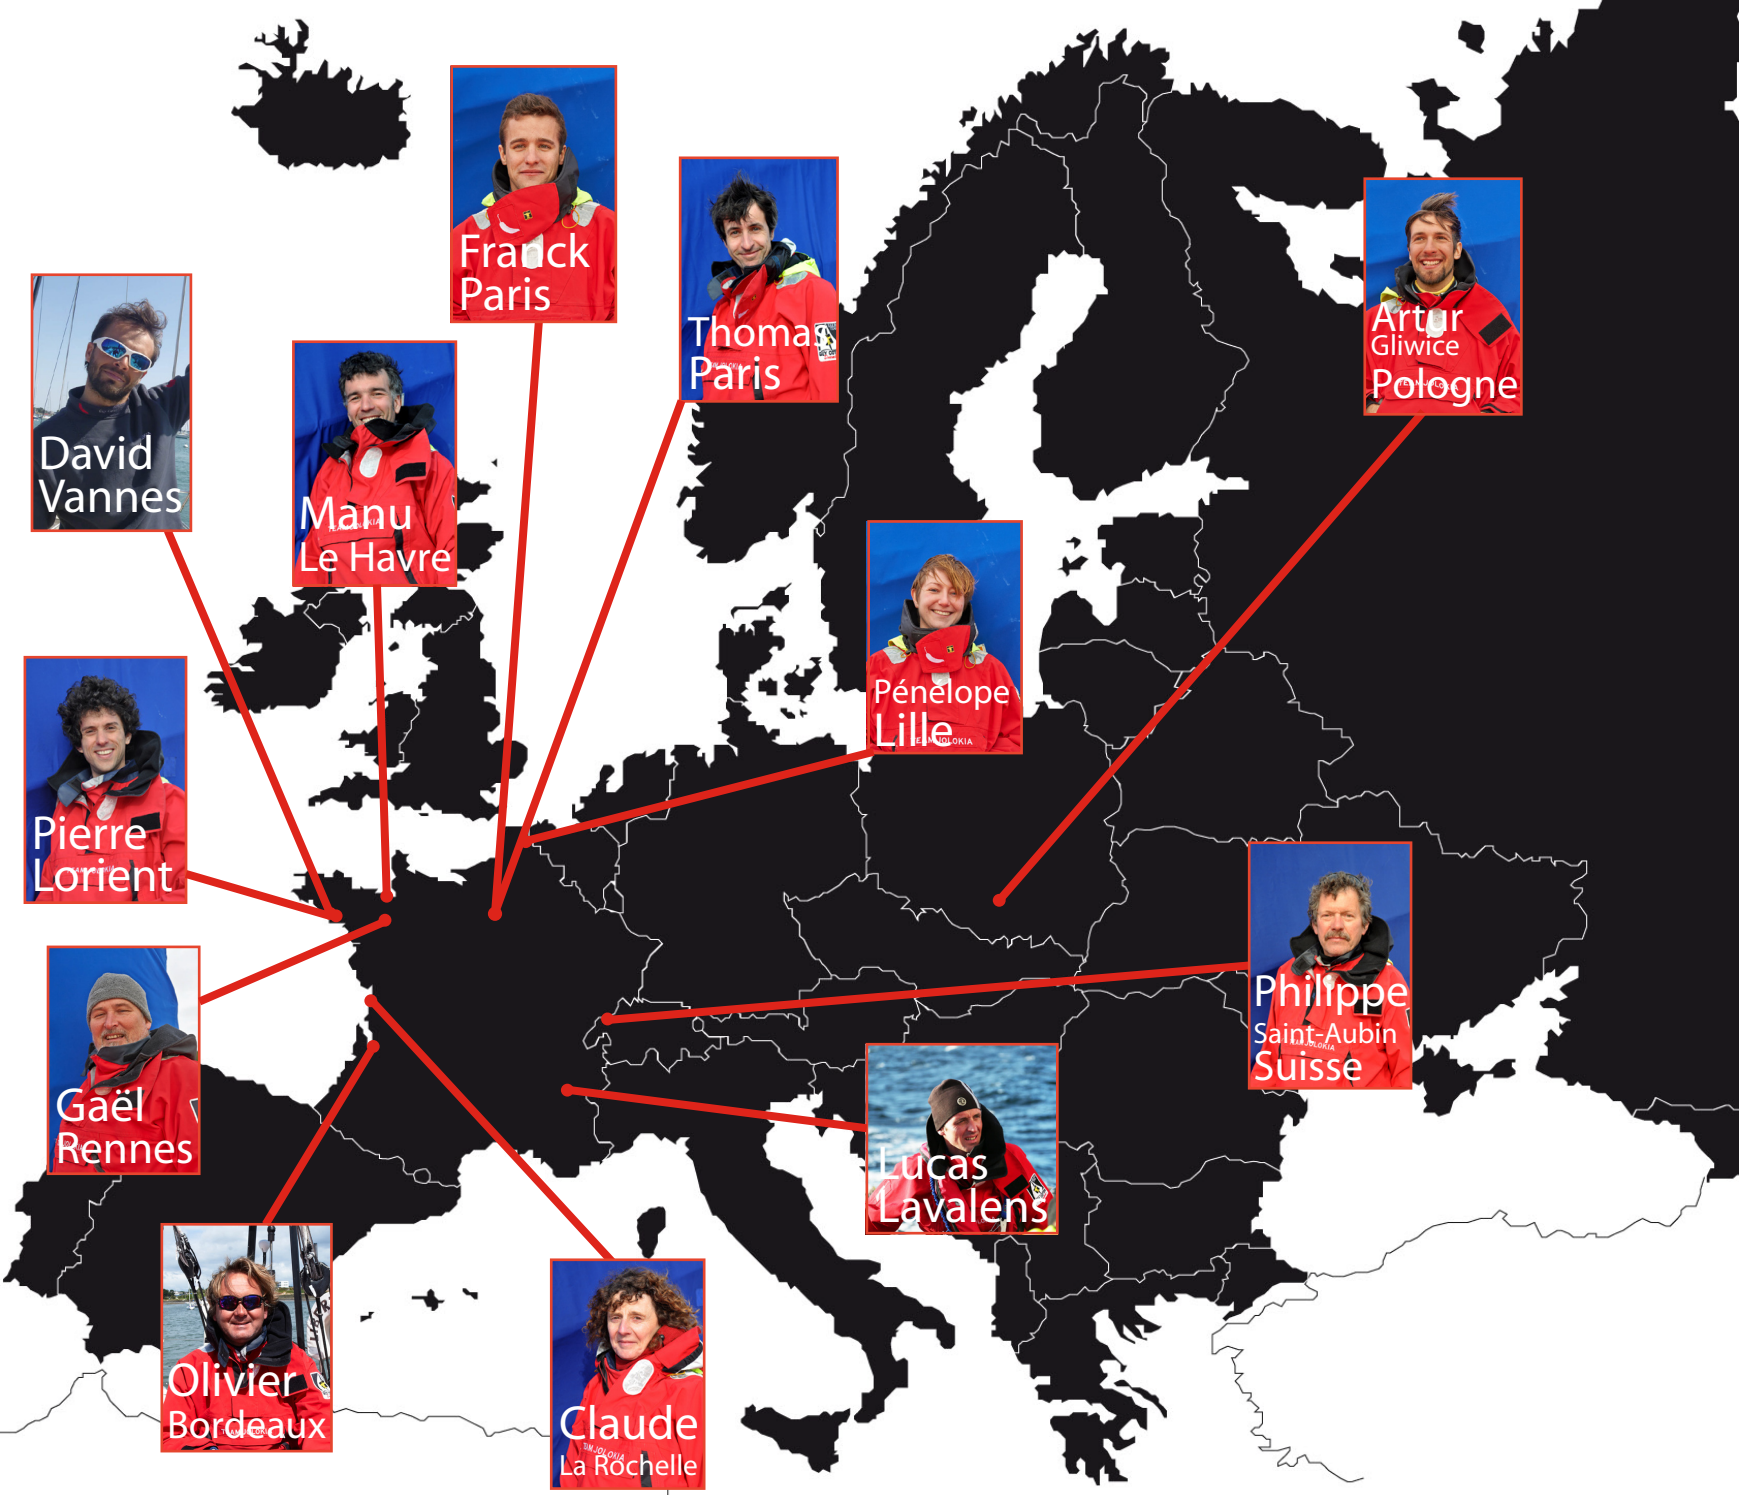 Franck
Paris
Thomas
Paris
Artur
Gliwice
Pologne
David
Vannes
Manu
Le Havre
Pénélope
Lille
TEAMJOLOKIA
Pierre
Lorient
Philippe
Saint-Aubin
Suisse
Gaël
Rennes
Lucas
Lavalens
Olivier
Bordeaux
Claude
La Rochelle